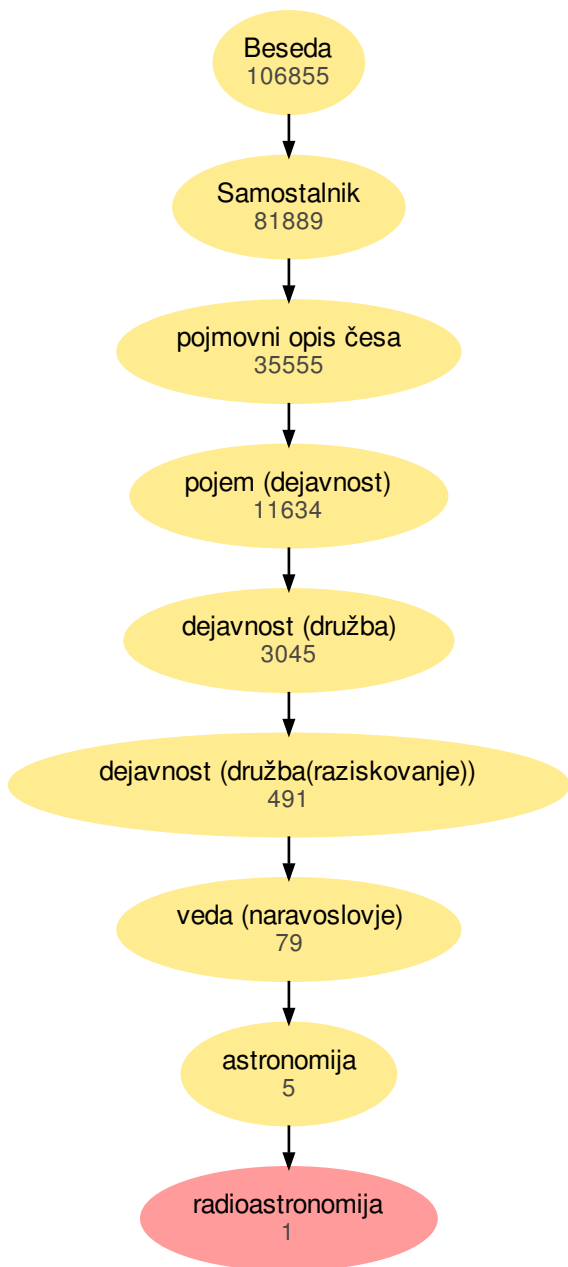 Beseda
106855
Samostalnik
81889
pojmovni opis česa
35555
pojem (dejavnost)
11634
dejavnost (družba)
3045
dejavnost (družba(raziskovanje))
491
veda (naravoslovje)
79
astronomija
5
radioastronomija
1